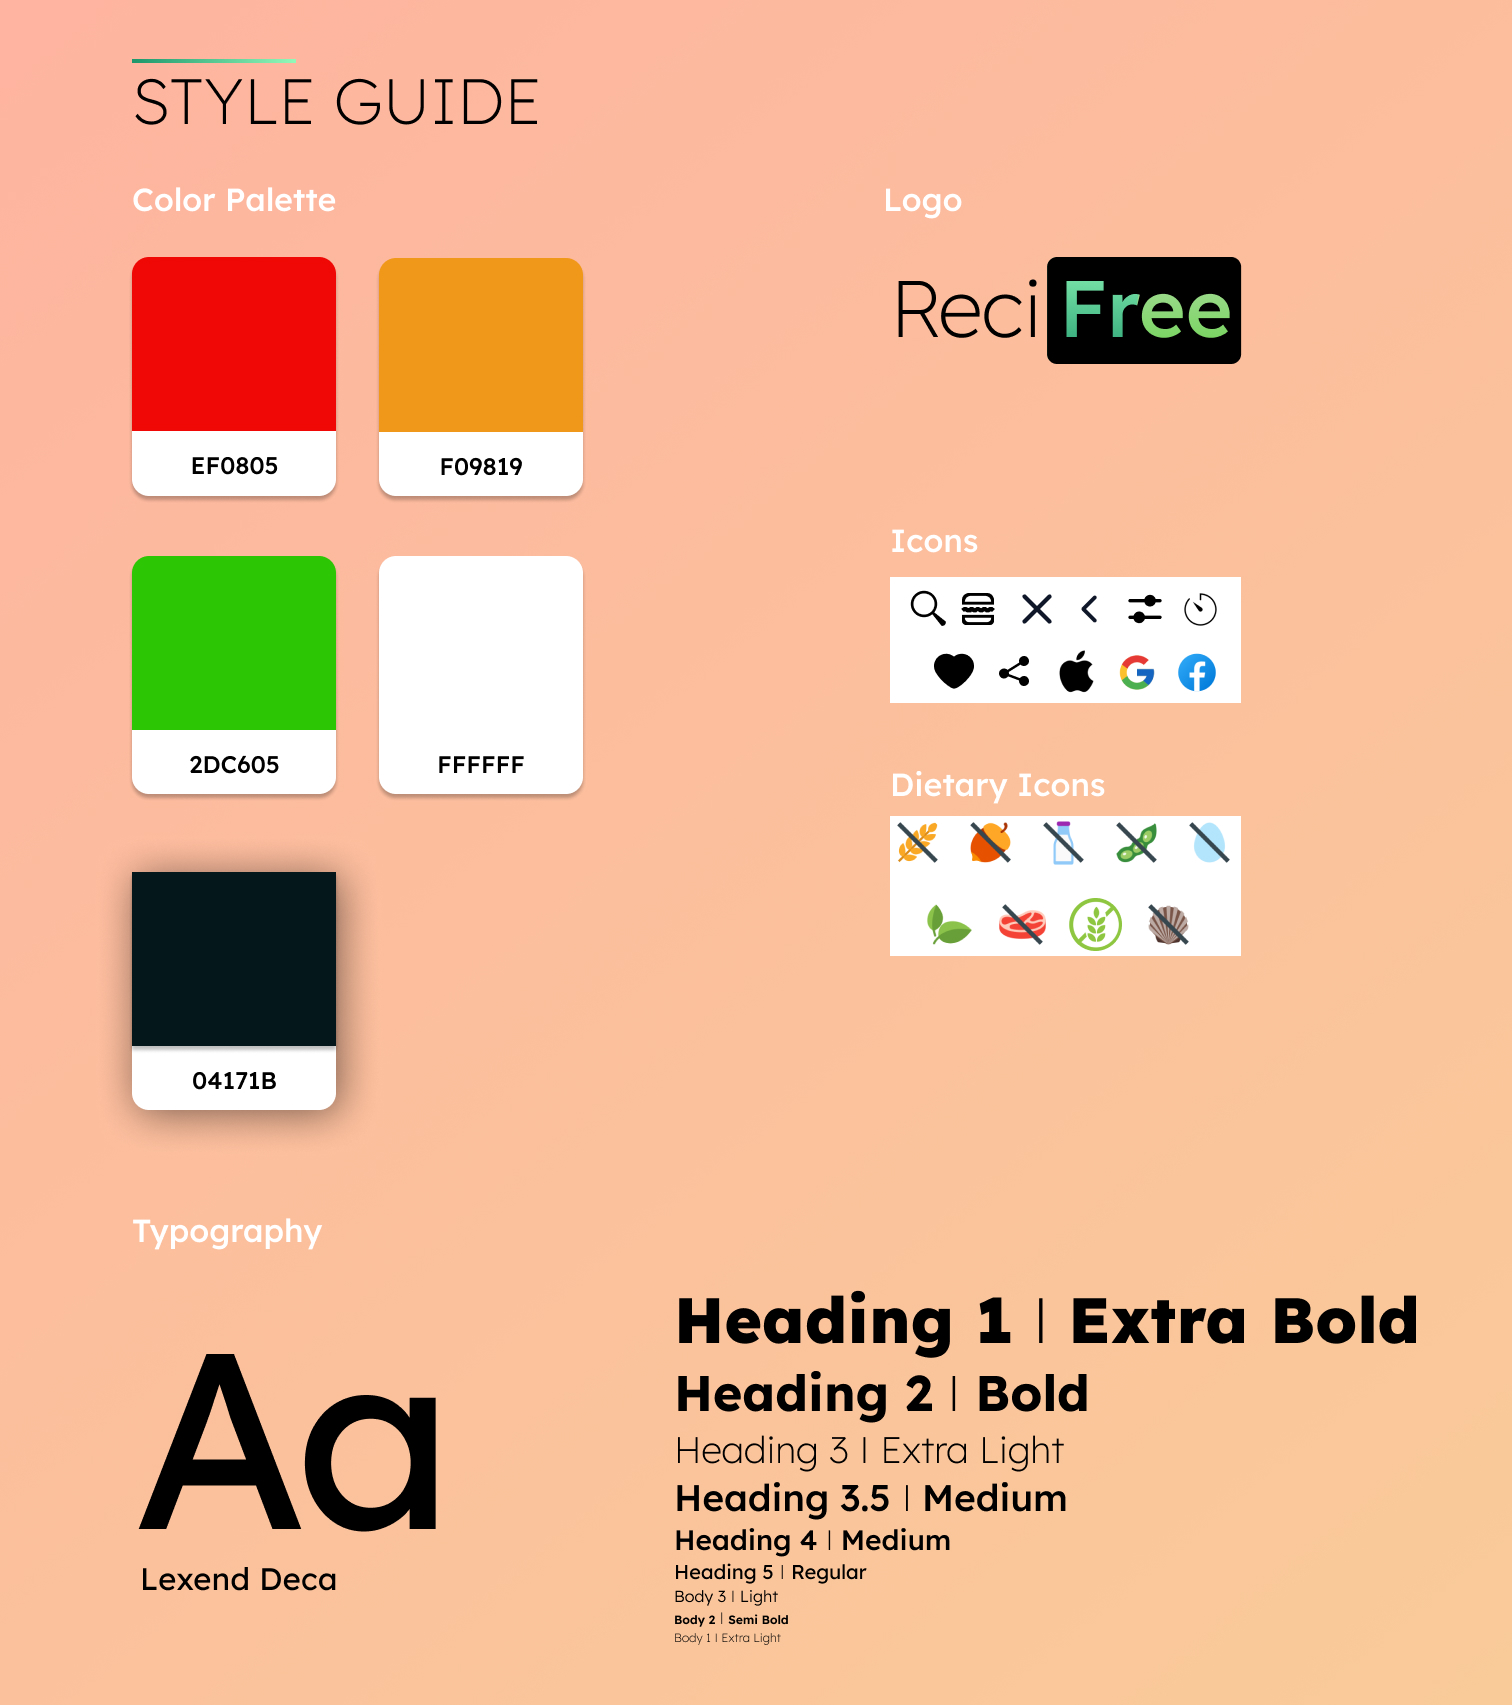 STYLE GUIDE
Color Palette
EF0805
F09819
2DC605
FFFFFF
04171B
Logo
Reci Free
Icons
Dietary Icons
Typography
Aa
Lexend Deca
Heading 1 | Extra Bold
Heading 2 | Bold
Heading 3 | Extra Light
Heading 3.5 | Medium
Heading 4 | Medium
Heading 5 | Regular
Body 3 | Light
Body 2 | Semi Bold
Body 1 | Extra Light